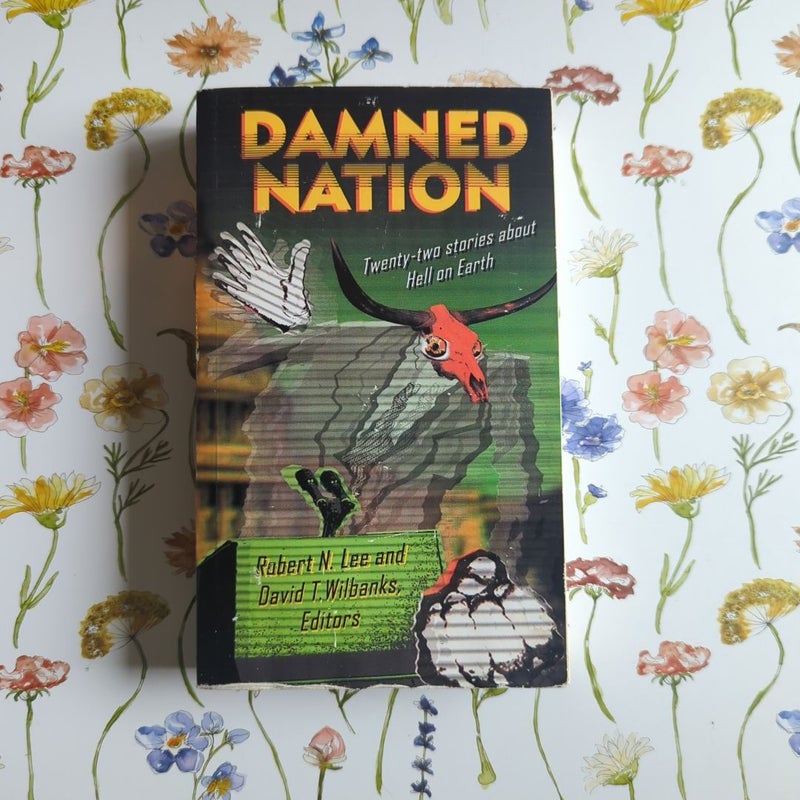 DAMNED
NATION
Twenty-two stories about
Hell on Earth
Robert N. Lee and
David T. Wilbanks,
Editors